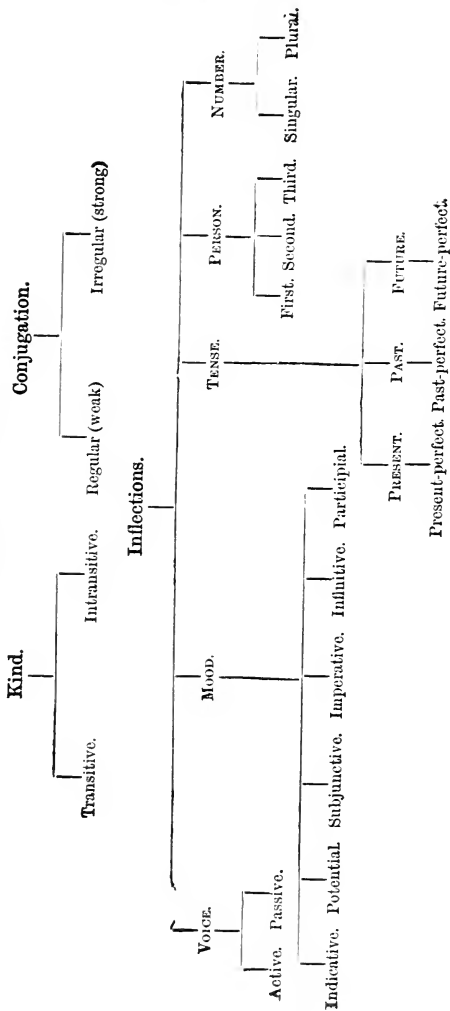 Kind. Conjugation.
Transitive. Intransitive. Regular (weak) Irregular (strong)
Inflections.
VOICE. MOOD. TENSE. PERSON. NUMBER.
Active. Passive. First. Second. Third. Singular. Plural.
Indicative. Potential. Subjunctive. Imperative. Infinitive. Participial.
PRESENT. PAST. FUTURE.
Present-perfect. Past-perfect. Future-perfect.